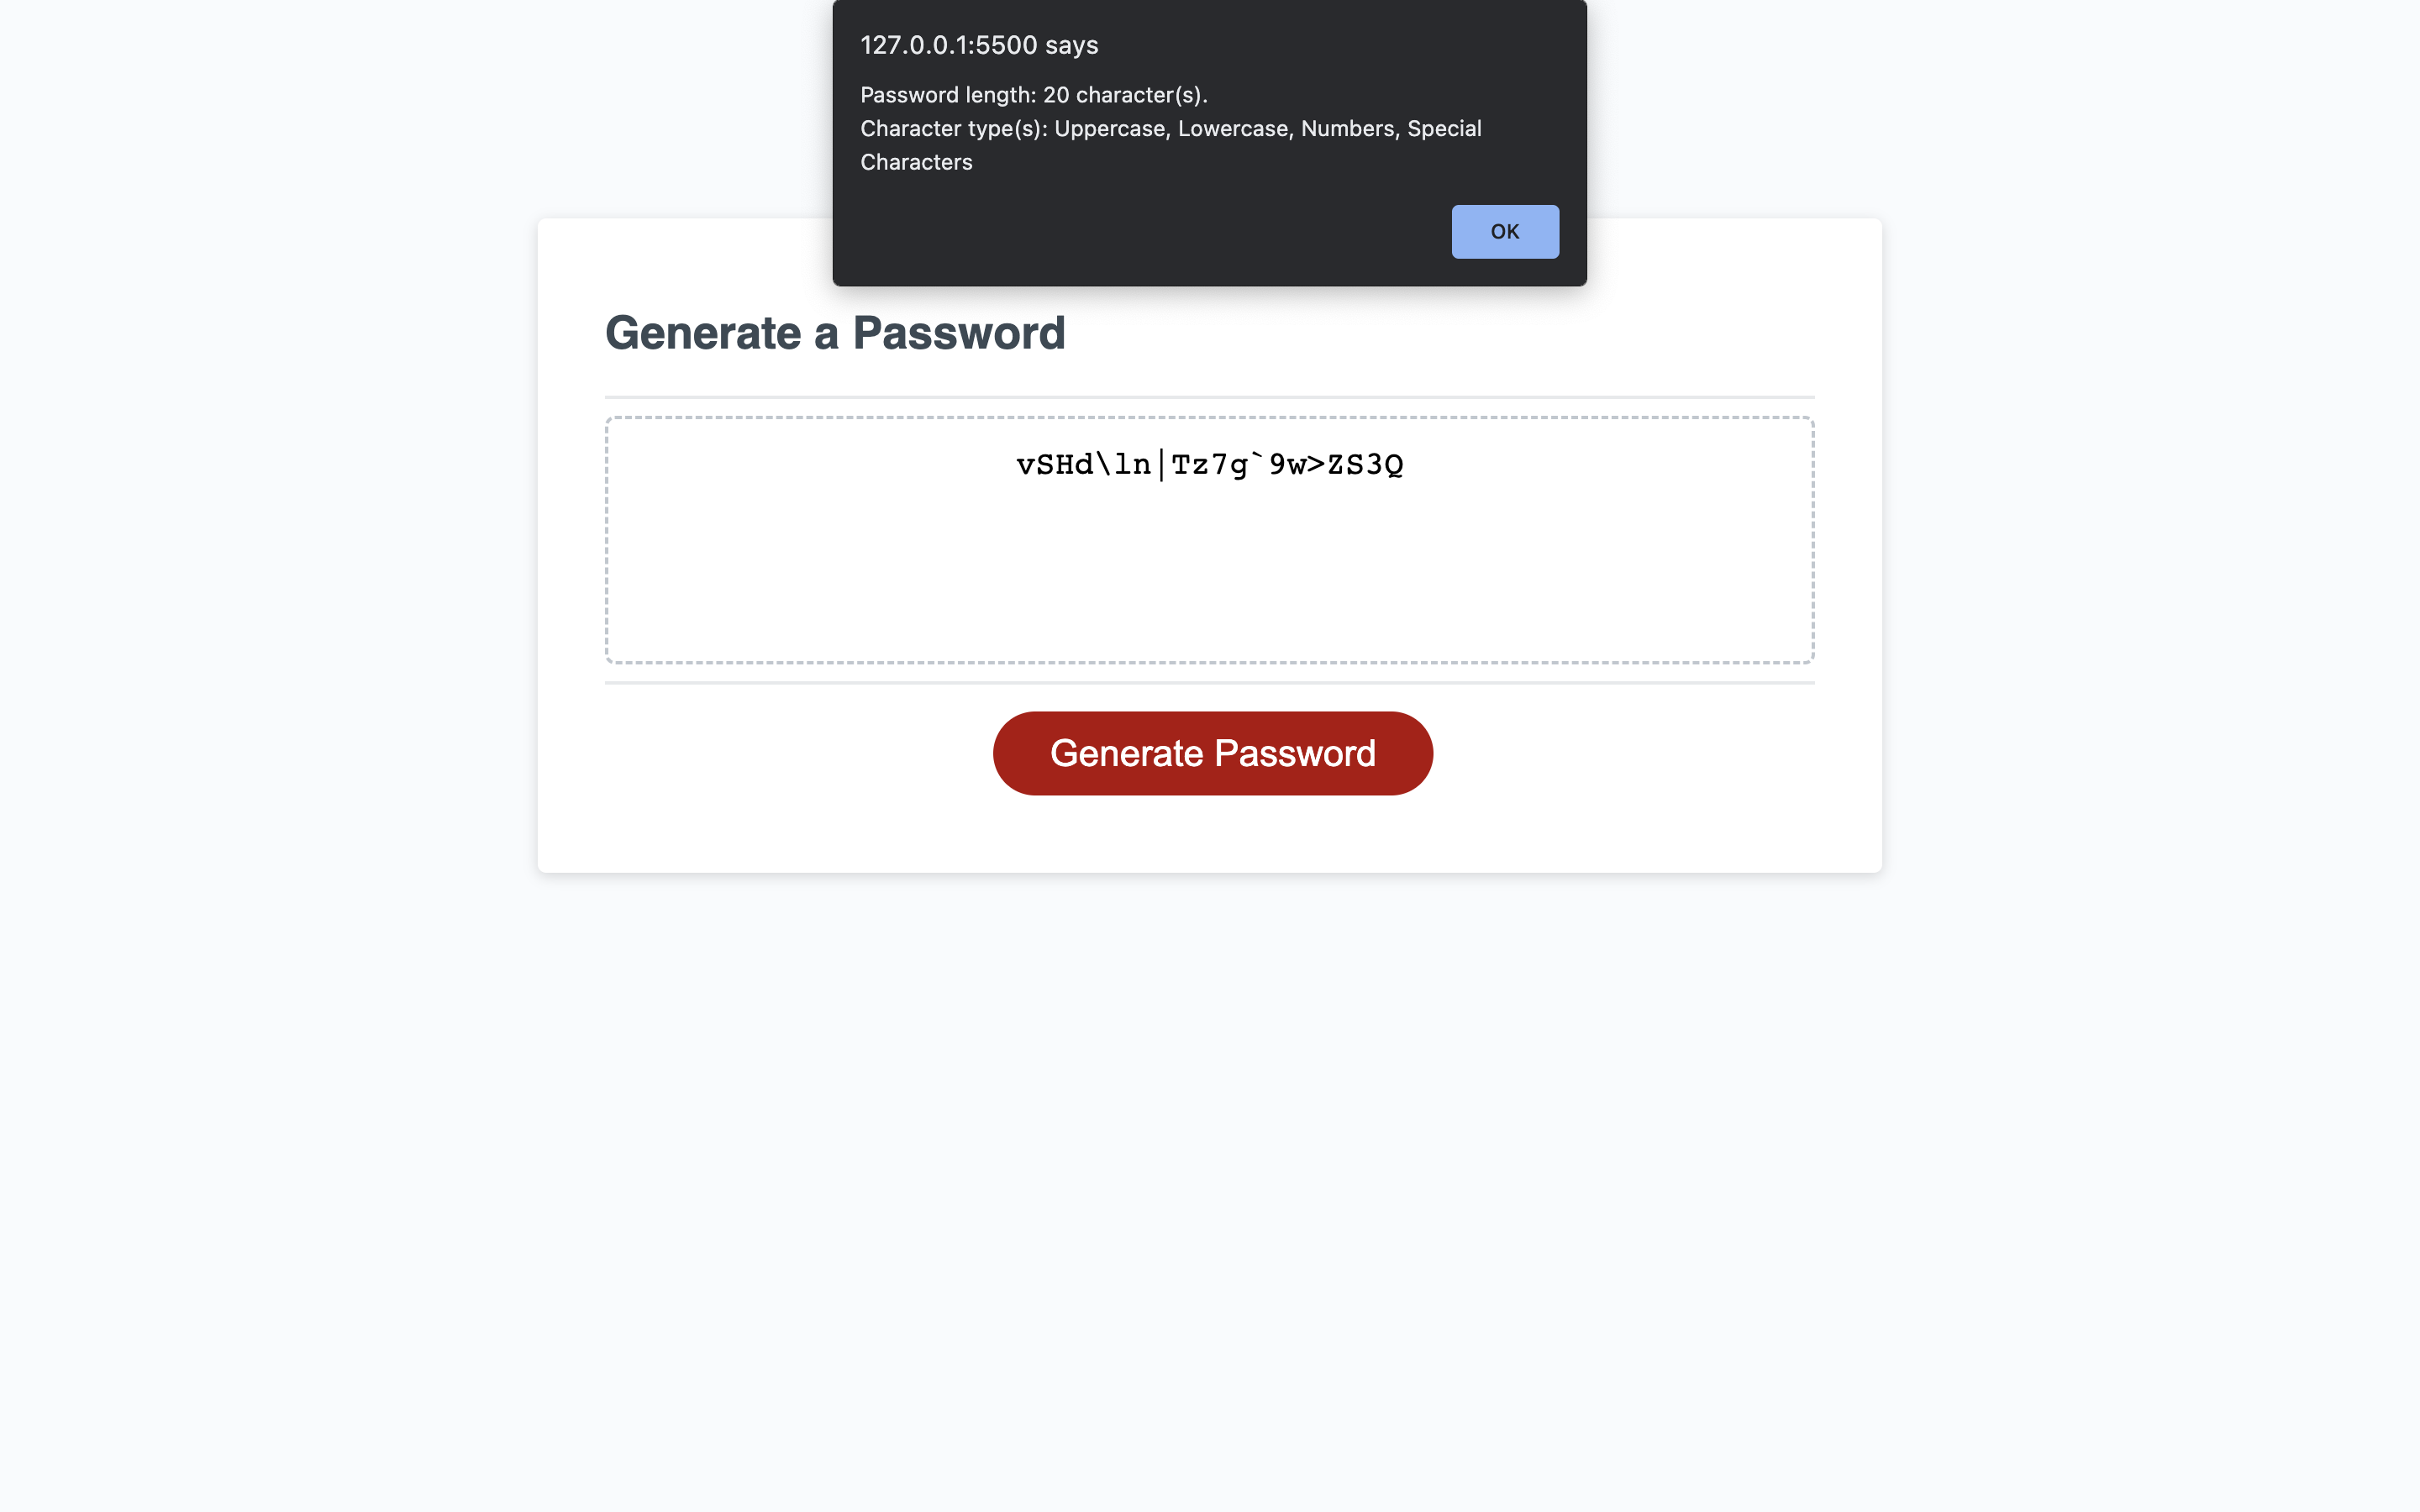 127.0.0.1:5500 says
Password length: 20 character(s).
Character type(s): Uppercase, Lowercase, Numbers, Special
Characters
OK
Generate a Password
vSHd\ln|Tz7g`9w>ZS3Q
Generate Password